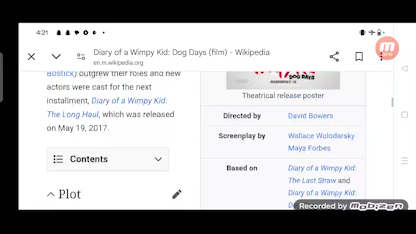 4:21
Diary of a Wimpy Kid: Dog Days (film) - Wikipedia
en.m.wikipedia.org
Bostick) outgrew their roles and new
actors were cast for the next
installment, Diary of a Wimpy Kid:
The Long Haul, which was released
on May 19, 2017.
Contents
Plot
DOG DAYS
Theatrical release poster
Directed by David Bowers
Screenplay by Wallace Wolodarsky
Maya Forbes
Based on Diary of a Wimpy Kid:
The Last Straw and
Diary of a Wimpy Kid:
Recorded by Mobizen